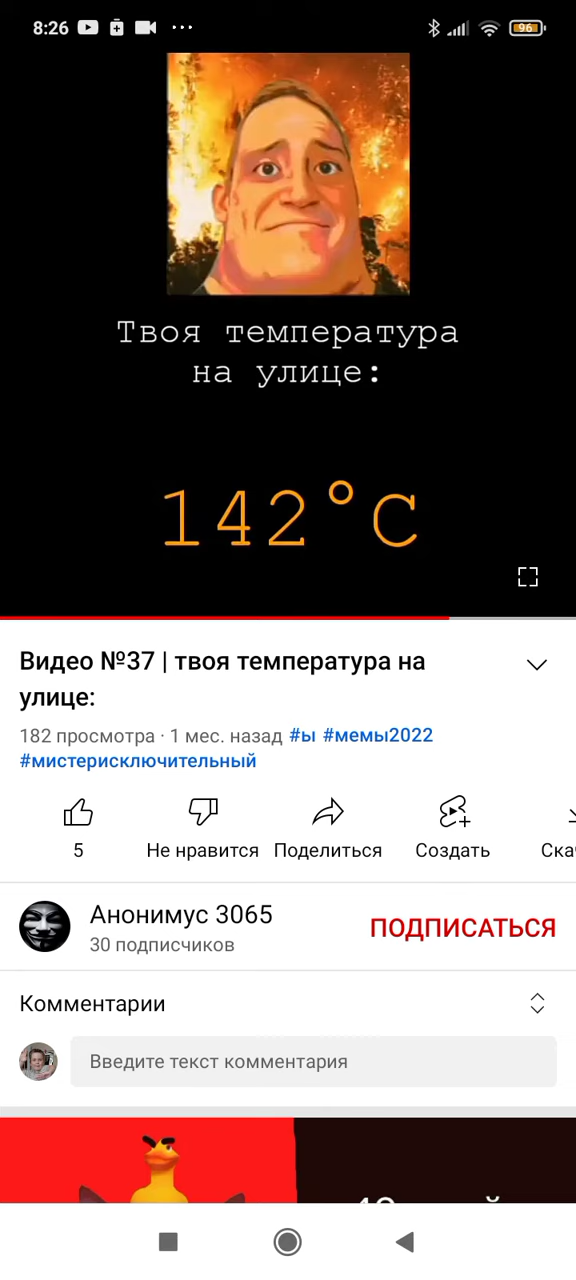 8:26
96
Твоя температура
на улице:
142°C
Видео №37 | твоя температура на
улице:
182 просмотра · 1 мес. назад #ы #мемы2022
#мистерисключительный
5 Не нравится Поделиться Создать
Анонимус 3065
ПОДПИСАТЬСЯ
30 подписчиков
Комментарии
Введите текст комментария